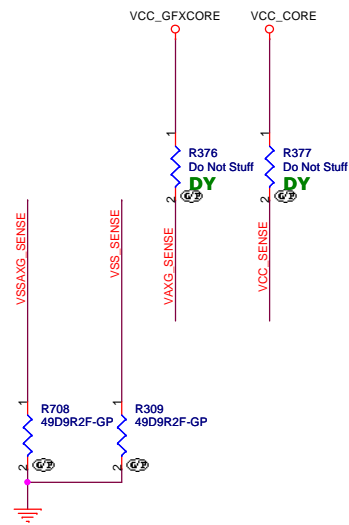 VCC_GFXCORE
VCC_CORE
1
R376
Do Not Stuff
DY
2
G/P
1
R377
Do Not Stuff
DY
2
G/P
VSSAXG_SENSE
VSS_SENSE
VAXG_SENSE
VCC_SENSE
1
R708
49D9R2F-GP
2
G/P
1
R309
49D9R2F-GP
2
G/P